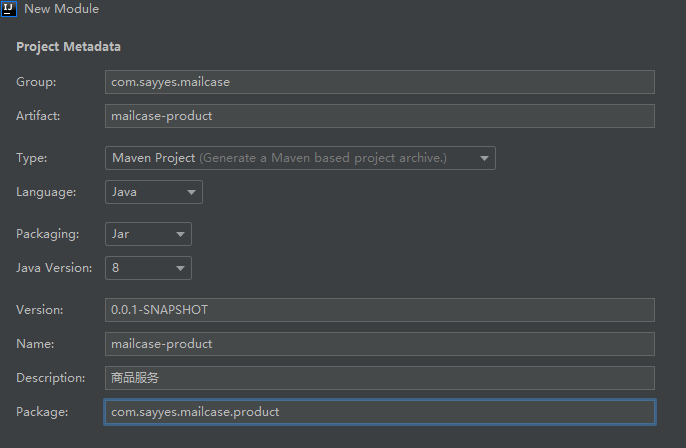 IJ New Module
Project Metadata
Group: com.sayyes.mailcase
Artifact: mailcase-product
Type: Maven Project (Generate a Maven based project archive.)
Language: Java
Packaging: Jar
Java Version: 8
Version: 0.0.1-SNAPSHOT
Name: mailcase-product
Description: 商品服务
Package: com.sayyes.mailcase.product